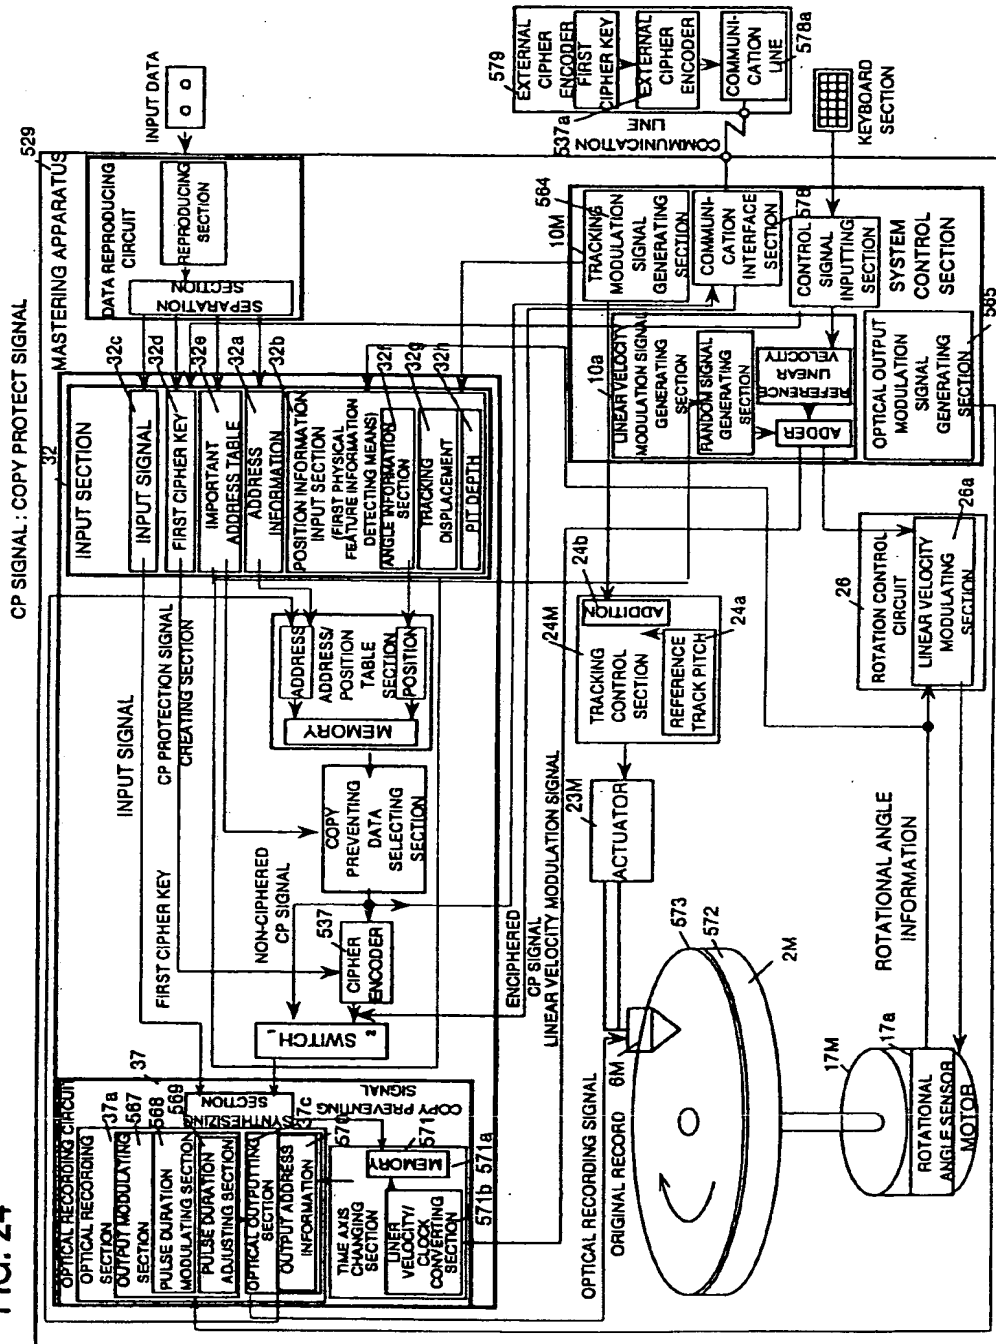 FIG. 24
CP SIGNAL : COPY PROTECT SIGNAL
MASTERING APPARATUS
529
INPUT DATA
DATA REPRODUCING
CIRCUIT
REPRODUCING
SECTION
SEPARATION
SECTION
579
EXTERNAL
CIPHER
ENCODER
FIRST
CIPHER KEY
EXTERNAL
CIPHER
ENCODER
537a
COMMUNI-
CATION
LINE
578a
COMMUNICATION
LINE
KEYBOARD
SECTION
32
INPUT SECTION
32c
INPUT SIGNAL
32d
FIRST CIPHER KEY
32e
IMPORTANT
ADDRESS TABLE
32a
ADDRESS
INFORMATION
32b
POSITION INFORMATION
INPUT SECTION
(FIRST PHYSICAL
FEATURE INFORMATION
DETECTING MEANS)
32f
ANGLE INFORMATION
SECTION
32g
TRACKING
DISPLACEMENT
32h
PIT DEPTH
10M
564
TRACKING
MODULATION
SIGNAL
GENERATING
SECTION
COMMUNI-
CATION
INTERFACE
SECTION
578
CONTROL
SIGNAL
INPUTTING
SECTION
SYSTEM
CONTROL
SECTION
10a
LINEAR VELOCITY
MODULATION SIGNAL
GENERATING
SECTION
RANDOM SIGNAL
GENERATING
SECTION
REFERENCE
LINEAR
VELOCITY
ADDER
OPTICAL OUTPUT
MODULATION
SIGNAL
GENERATING
SECTION
565
INPUT SIGNAL
CP PROTECTION SIGNAL
CREATING SECTION
FIRST CIPHER KEY
ADDRESS
ADDRESS/
POSITION
TABLE
SECTION
POSITION
MEMORY
COPY
PREVENTING
DATA
SELECTING
SECTION
NON-CIPHERED
CP SIGNAL
537
CIPHER
ENCODER
SWITCH
1
2
ENCIPHERED
CP SIGNAL
LINEAR VELOCITY MODULATION SIGNAL
24M
24b
ADDITION
TRACKING
CONTROL
SECTION
24a
REFERENCE
TRACK PITCH
23M
ACTUATOR
26
ROTATION CONTROL
CIRCUIT
26a
LINEAR VELOCITY
MODULATING
SECTION
OPTICAL RECORDING CIRCUIT
37
OPTICAL RECORDING
SECTION
37a
OUTPUT MODULATING
SECTION
567
PULSE DURATION
MODULATING SECTION
568
PULSE DURATION
ADJUSTING SECTION
569
SYNTHESIZING
SECTION
OPTICAL OUTPUTTING
SECTION
37c
OUTPUT ADDRESS
INFORMATION
570
COPY PREVENTING
SIGNAL
TIME AXIS
CHANGING
SECTION
571
MEMORY
571a
LINER
VELOCITY/
CLOCK
CONVERTING
SECTION
571b
OPTICAL RECORDING SIGNAL
ORIGINAL RECORD
6M
573
572
2M
ROTATIONAL ANGLE
INFORMATION
17M
17a
ROTATIONAL
ANGLE SENSOR
MOTOR